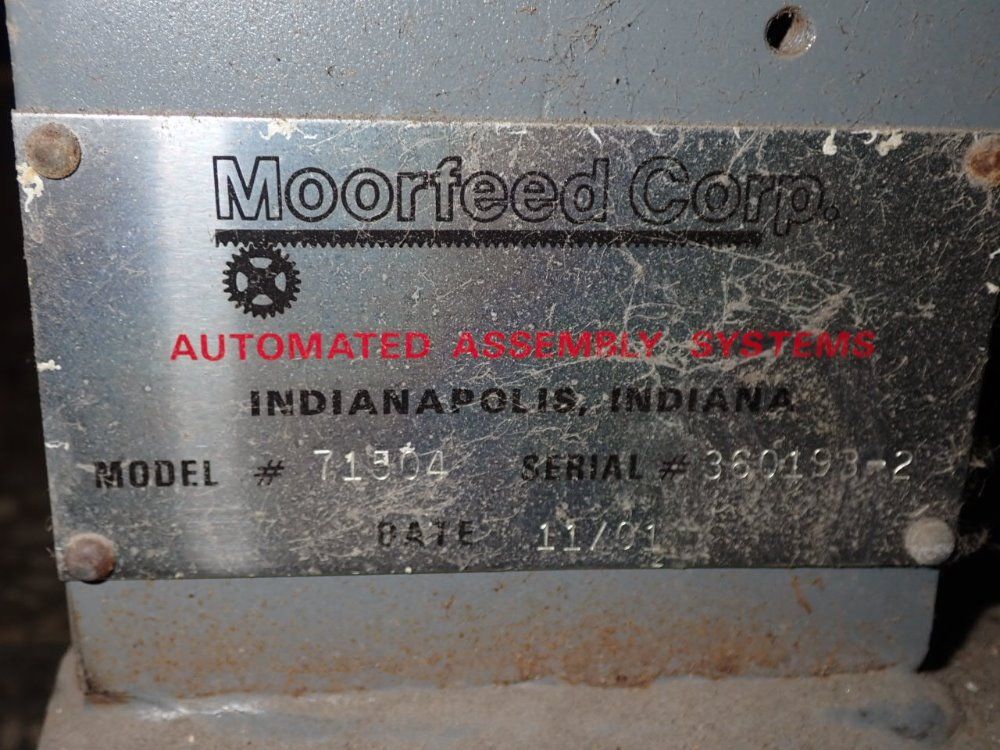 Moorfeed Corp.
AUTOMATED ASSEMBLY SYSTEMS
INDIANAPOLIS, INDIANA
MODEL # 71504 SERIAL # 360193-2
DATE 11/01